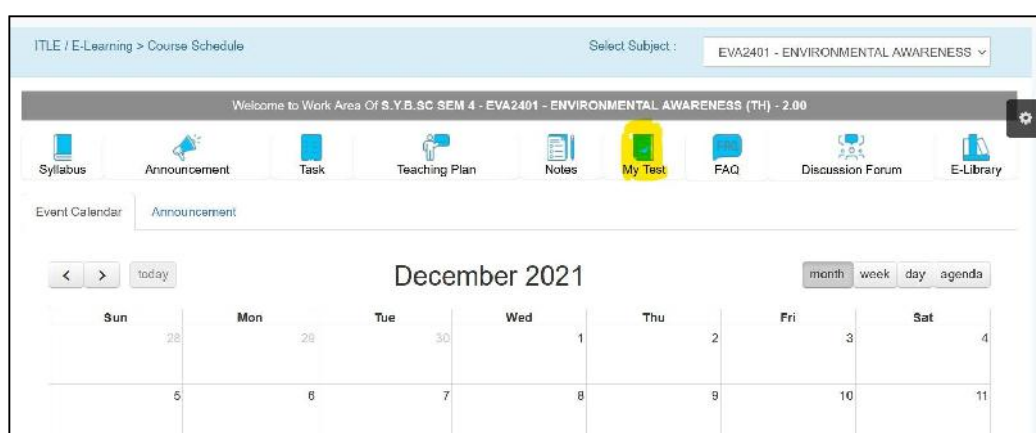 ITLE / E-Learning > Course Schedule Select Subject : EVA2401 - ENVIRONMENTAL AWARENESS
Welcome to Work Area Of S.Y.B.SC SEM 4 - EVA2401 - ENVIRONMENTAL AWARENESS (TH) - 2.00
FAQ
Syllabus Announcement Task Teaching Plan Notes My Test FAQ Discussion Forum E-Library
Event Calendar Announcement
< > today December 2021 month week day agenda
Sun Mon Tue Wed Thu Fri Sat
28 29 30 1 2 3 4
5 6 7 8 9 10 11